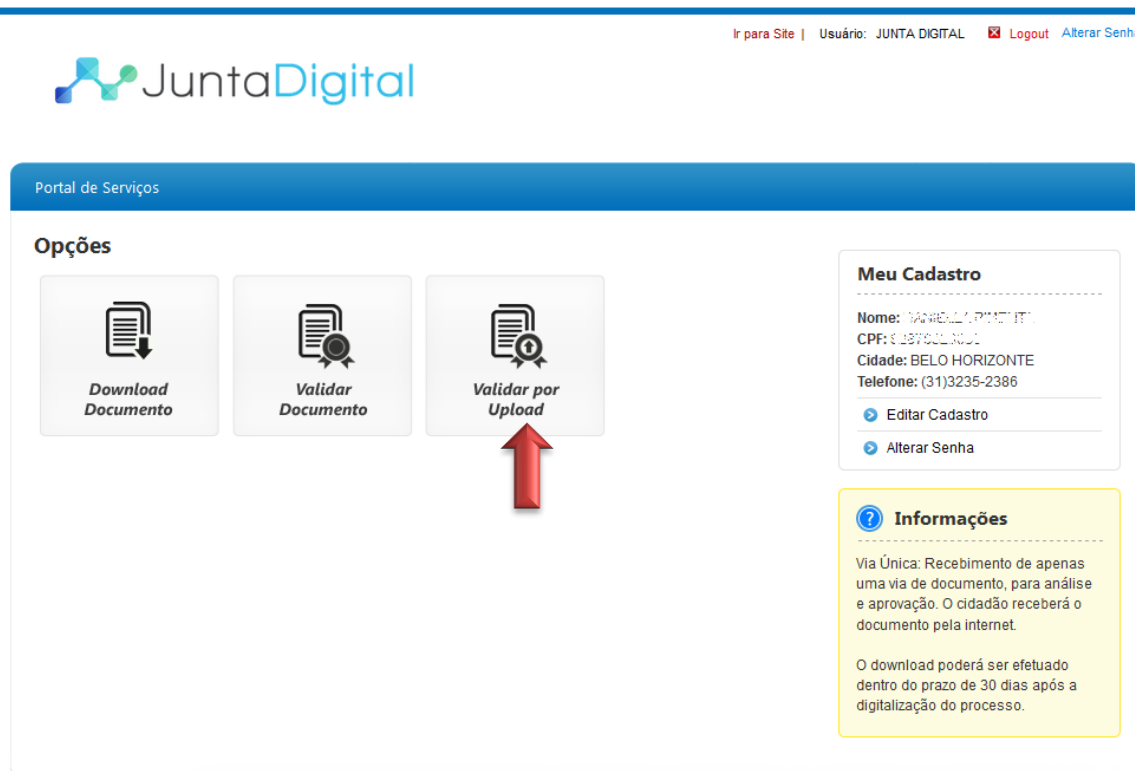 Ir para Site | Usuário: JUNTA DIGITAL Logout Alterar Senh
JuntaDigital
Portal de Serviços
Opções
Download
Documento
Validar
Documento
Validar por
Upload
Meu Cadastro
Nome:
CPF:
Cidade: BELO HORIZONTE
Telefone: (31)3235-2386
Editar Cadastro
Alterar Senha
? Informações
Via Única: Recebimento de apenas
uma via de documento, para análise
e aprovação. O cidadão receberá o
documento pela internet.
O download poderá ser efetuado
dentro do prazo de 30 dias após a
digitalização do processo.